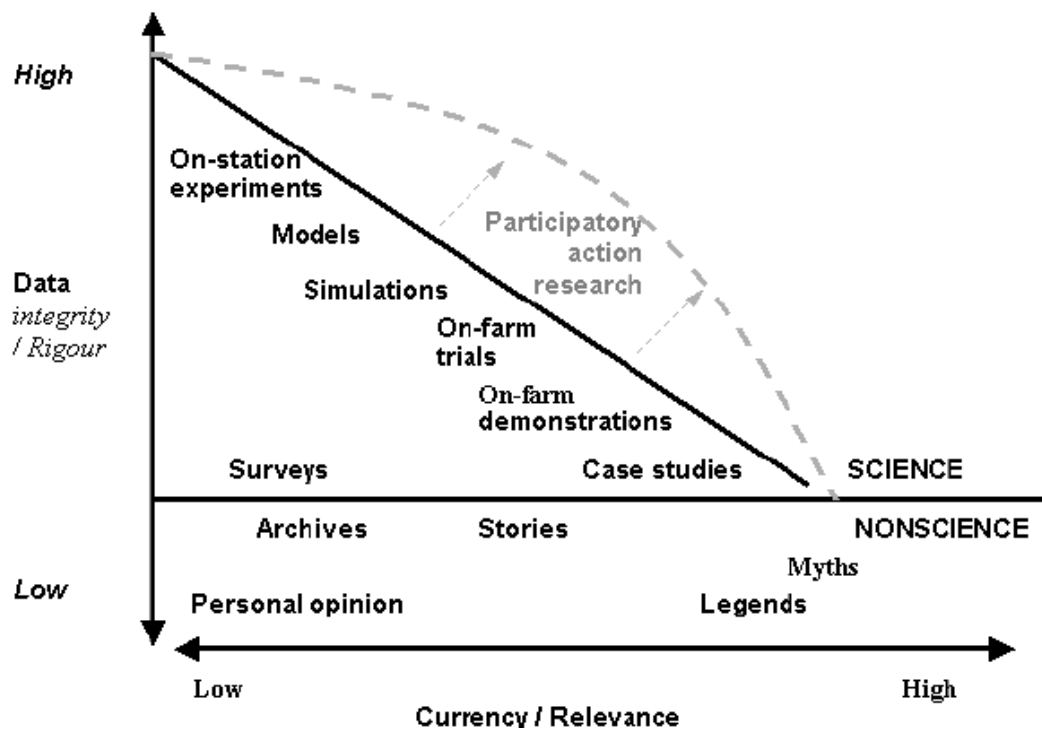 High
On-station
experiments
Models
Participatory
action
research
Data
integrity
/ Rigour
Simulations
On-farm
trials
On-farm
demonstrations
Surveys
Case studies
SCIENCE
Archives
Stories
NONSCIENCE
Myths
Low
Personal opinion
Legends
Low
High
Currency / Relevance